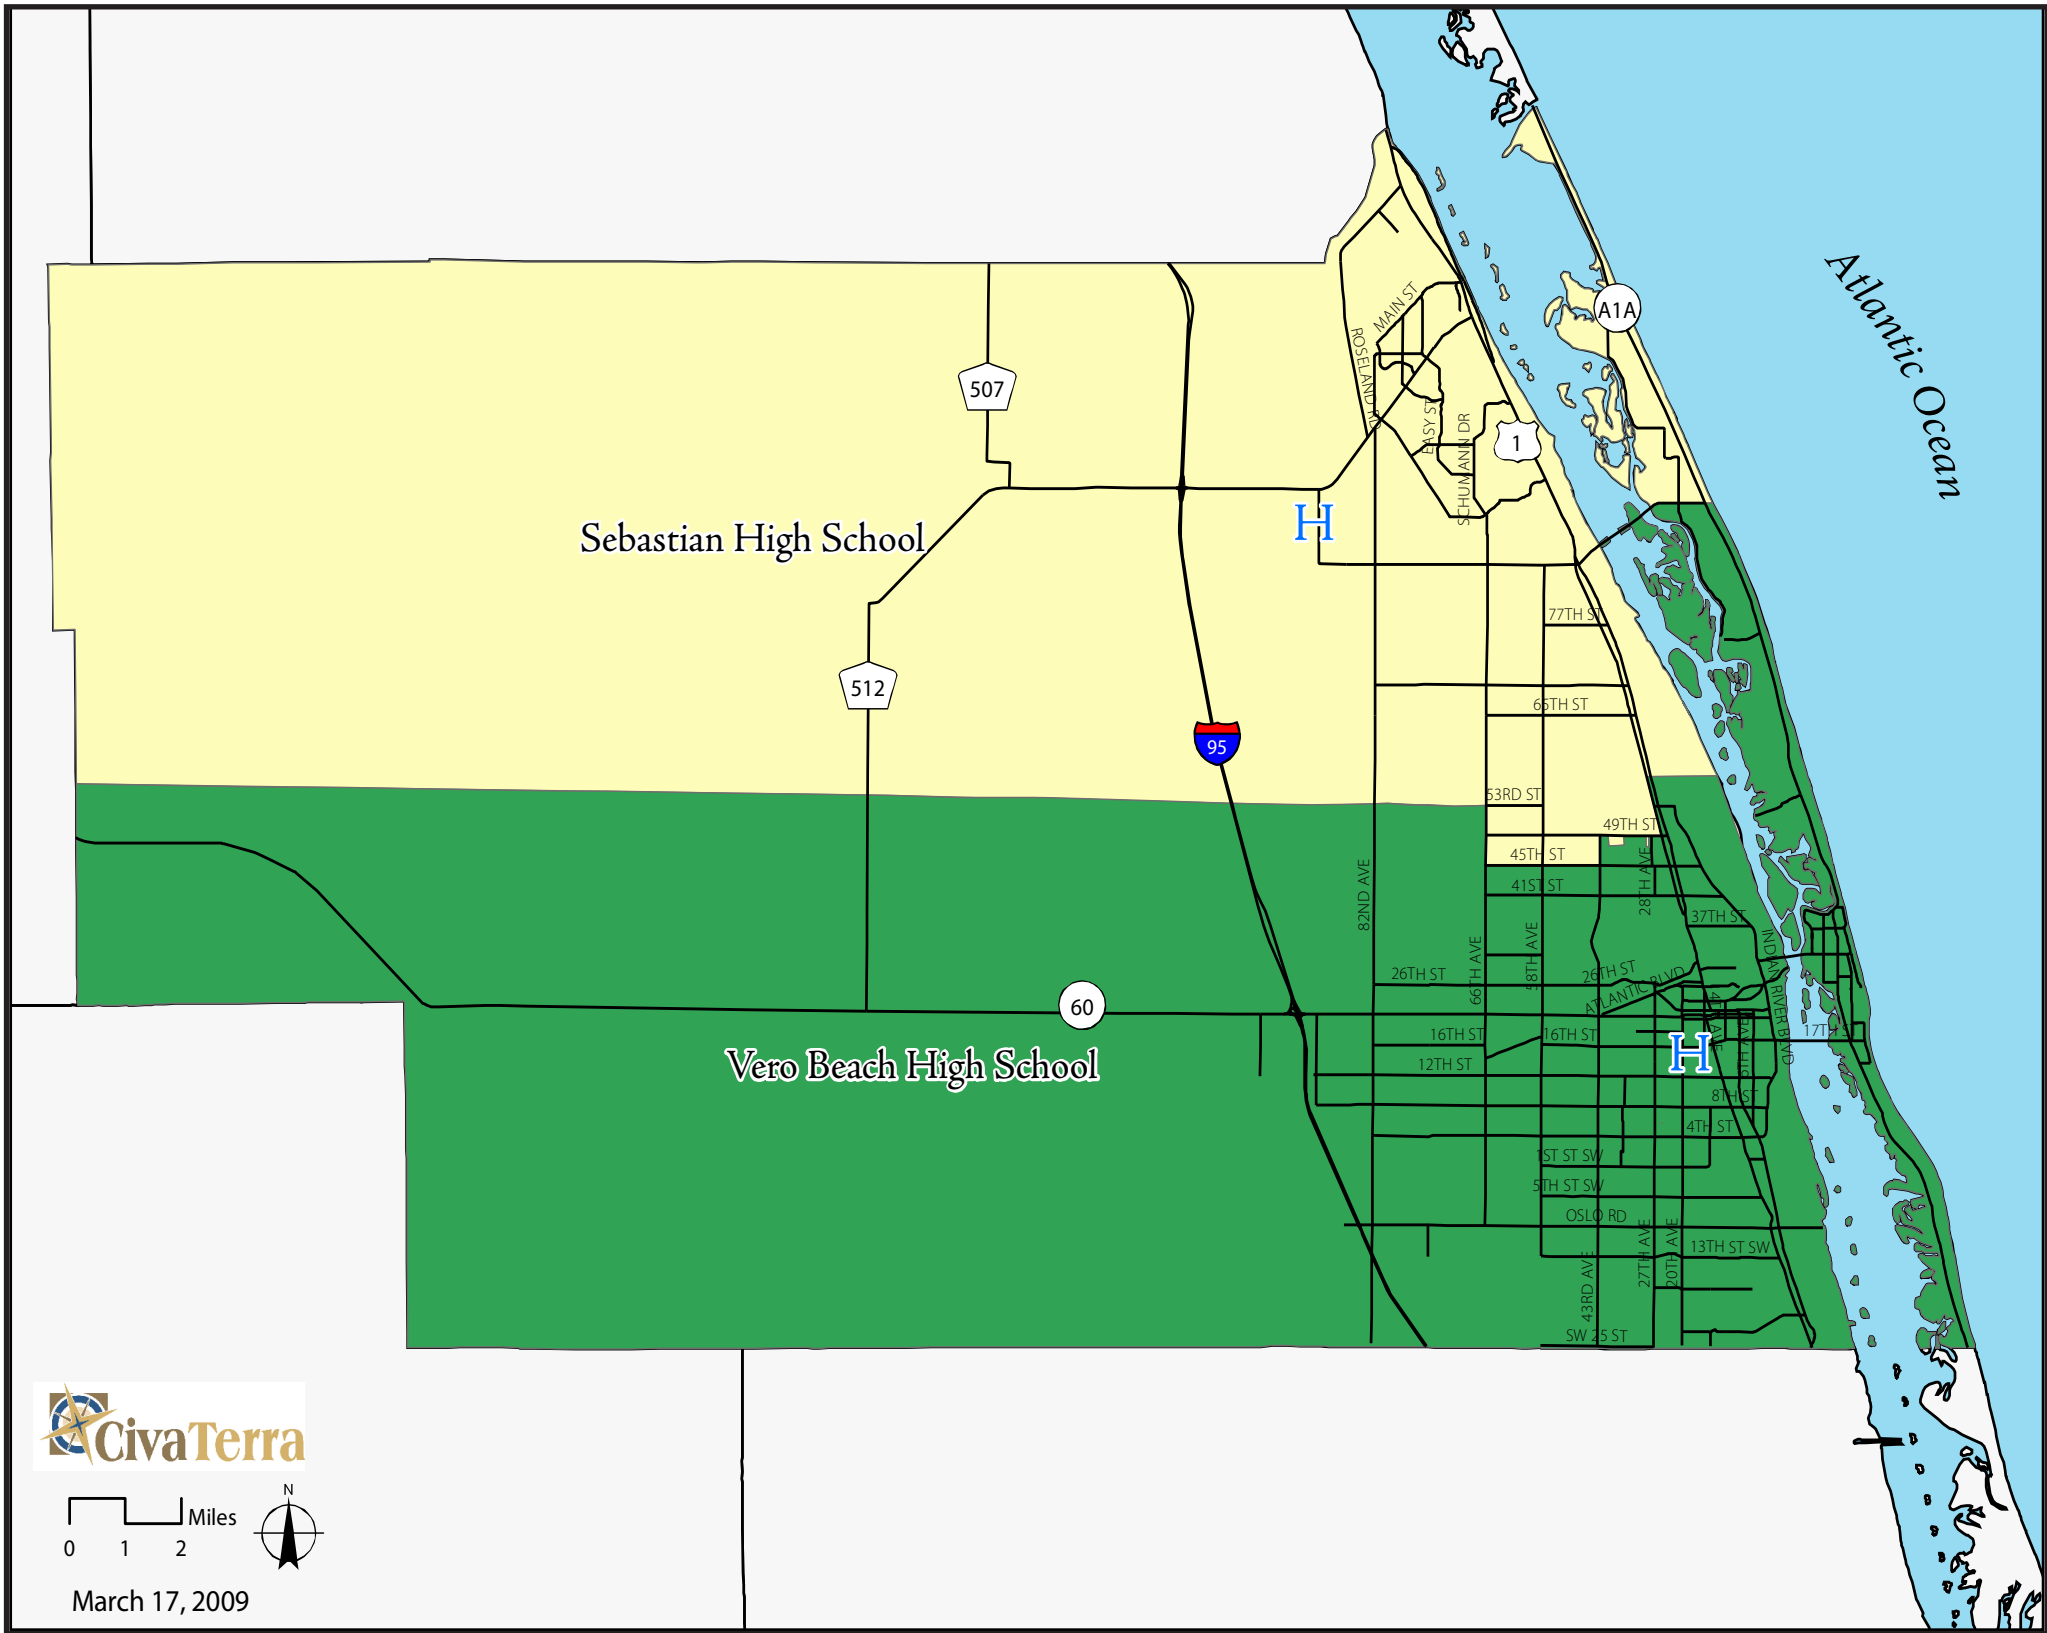 Atlantic Ocean
A1A
MAIN ST
ROSELAND RD
507
EASY ST
SCHUMANN DR
1
H
Sebastian High School
77TH ST
512
65TH ST
95
53RD ST
49TH ST
45TH ST
82ND AVE
28TH AVE
41ST ST
37TH ST
66TH AVE
58TH AVE
INDIAN RIVER BLVD
26TH ST
26TH ST
ATLANTIC BLVD
60
16TH ST
16TH ST
17TH S
H
6TH AVE
Vero Beach High School
12TH ST
8TH ST
4TH ST
1ST ST SW
5TH ST SW
OSLO RD
13TH ST SW
43RD AVE
27TH AVE
20TH AVE
SW 25 ST
CivaTerra
N
Miles
0 1 2
March 17, 2009